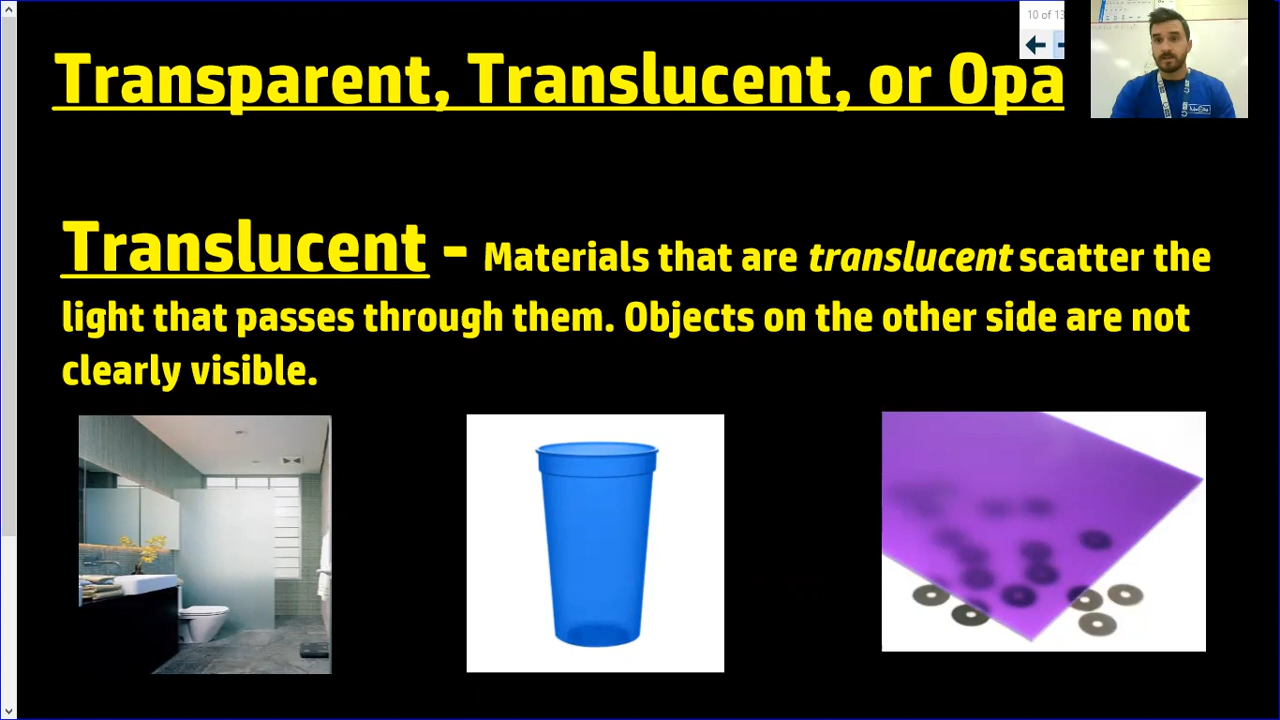 10 of 13
Transparent, Translucent, or Opa
Translucent - Materials that are translucent scatter the
light that passes through them. Objects on the other side are not
clearly visible.